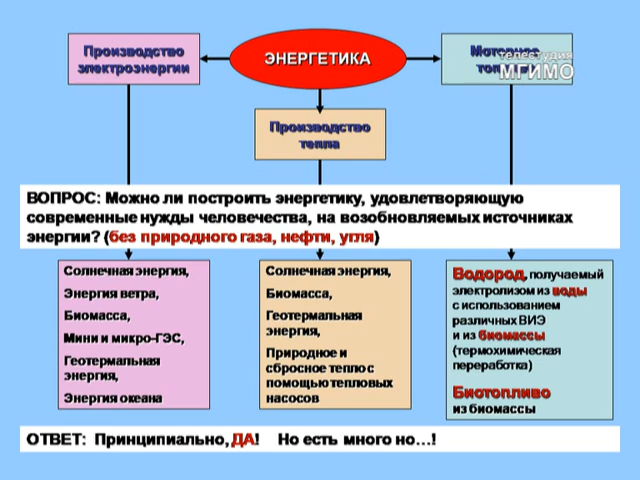 Производство
электроэнергии
ЭНЕРГЕТИКА
Моторное
телестудия
МГИМО
Производство
тепла
ВОПРОС: Можно ли построить энергетику, удовлетворяющую
современные нужды человечества, на возобновляемых источниках
энергии? (без природного газа, нефти, угля)
Солнечная энергия,
Энергия ветра,
Биомасса,
Мини и микро-ГЭС,
Геотермальная
энергия,
Энергия океана
Солнечная энергия,
Биомасса,
Геотермальная
энергия,
Природное и
сбросное тепло с
помощью тепловых
насосов
Водород, получаемый
электролизом из воды
с использованием
различных ВИЭ
и из биомассы
(термохимическая
переработка)
Биотопливо
из биомассы
ОТВЕТ: Принципиально, ДА! Но есть много но…!